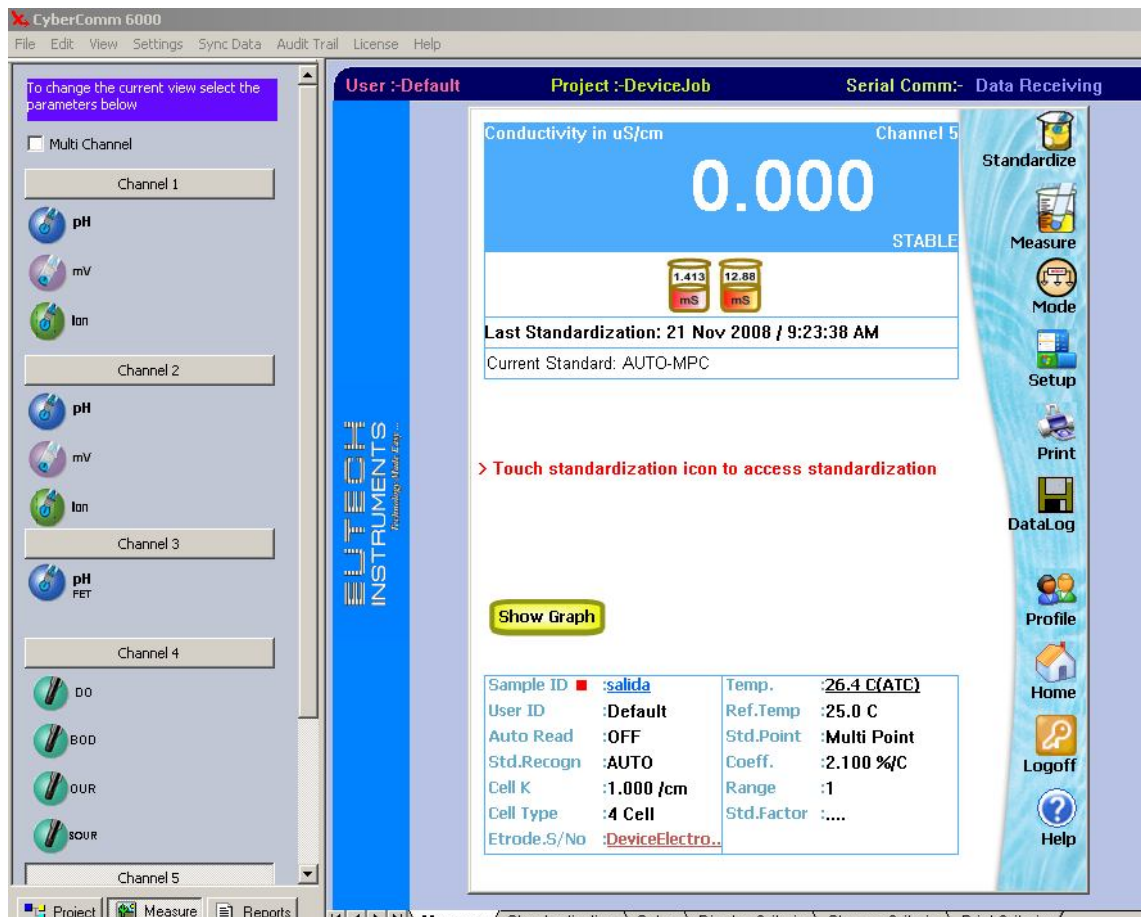 CyberComm 6000
File Edit View Settings Sync Data Audit Trail License Help
To change the current view select the
parameters below
Multi Channel
Channel 1
pH
mV
Ion
Channel 2
pH
mV
Ion
Channel 3
pH
FET
Channel 4
DO
BOD
OUR
SOUR
Channel 5
Project Measure Reports
User :-Default Project :-DeviceJob Serial Comm:- Data Receiving
EUTECH
INSTRUMENTS
Technology Made Easy ...
Conductivity in uS/cm Channel 5
0.000
STABLE
1.413 12.88
mS mS
Last Standardization: 21 Nov 2008 / 9:23:38 AM
Current Standard: AUTO-MPC
> Touch standardization icon to access standardization
Show Graph
Sample ID :salida Temp. :26.4 C(ATC)
User ID :Default Ref.Temp :25.0 C
Auto Read :OFF Std.Point :Multi Point
Std.Recogn :AUTO Coeff. :2.100 %/C
Cell K :1.000 /cm Range :1
Cell Type :4 Cell Std.Factor :....
Etrode.S/No :DeviceElectro..
Standardize
Measure
Mode
Setup
Print
DataLog
Profile
Home
Logoff
Help